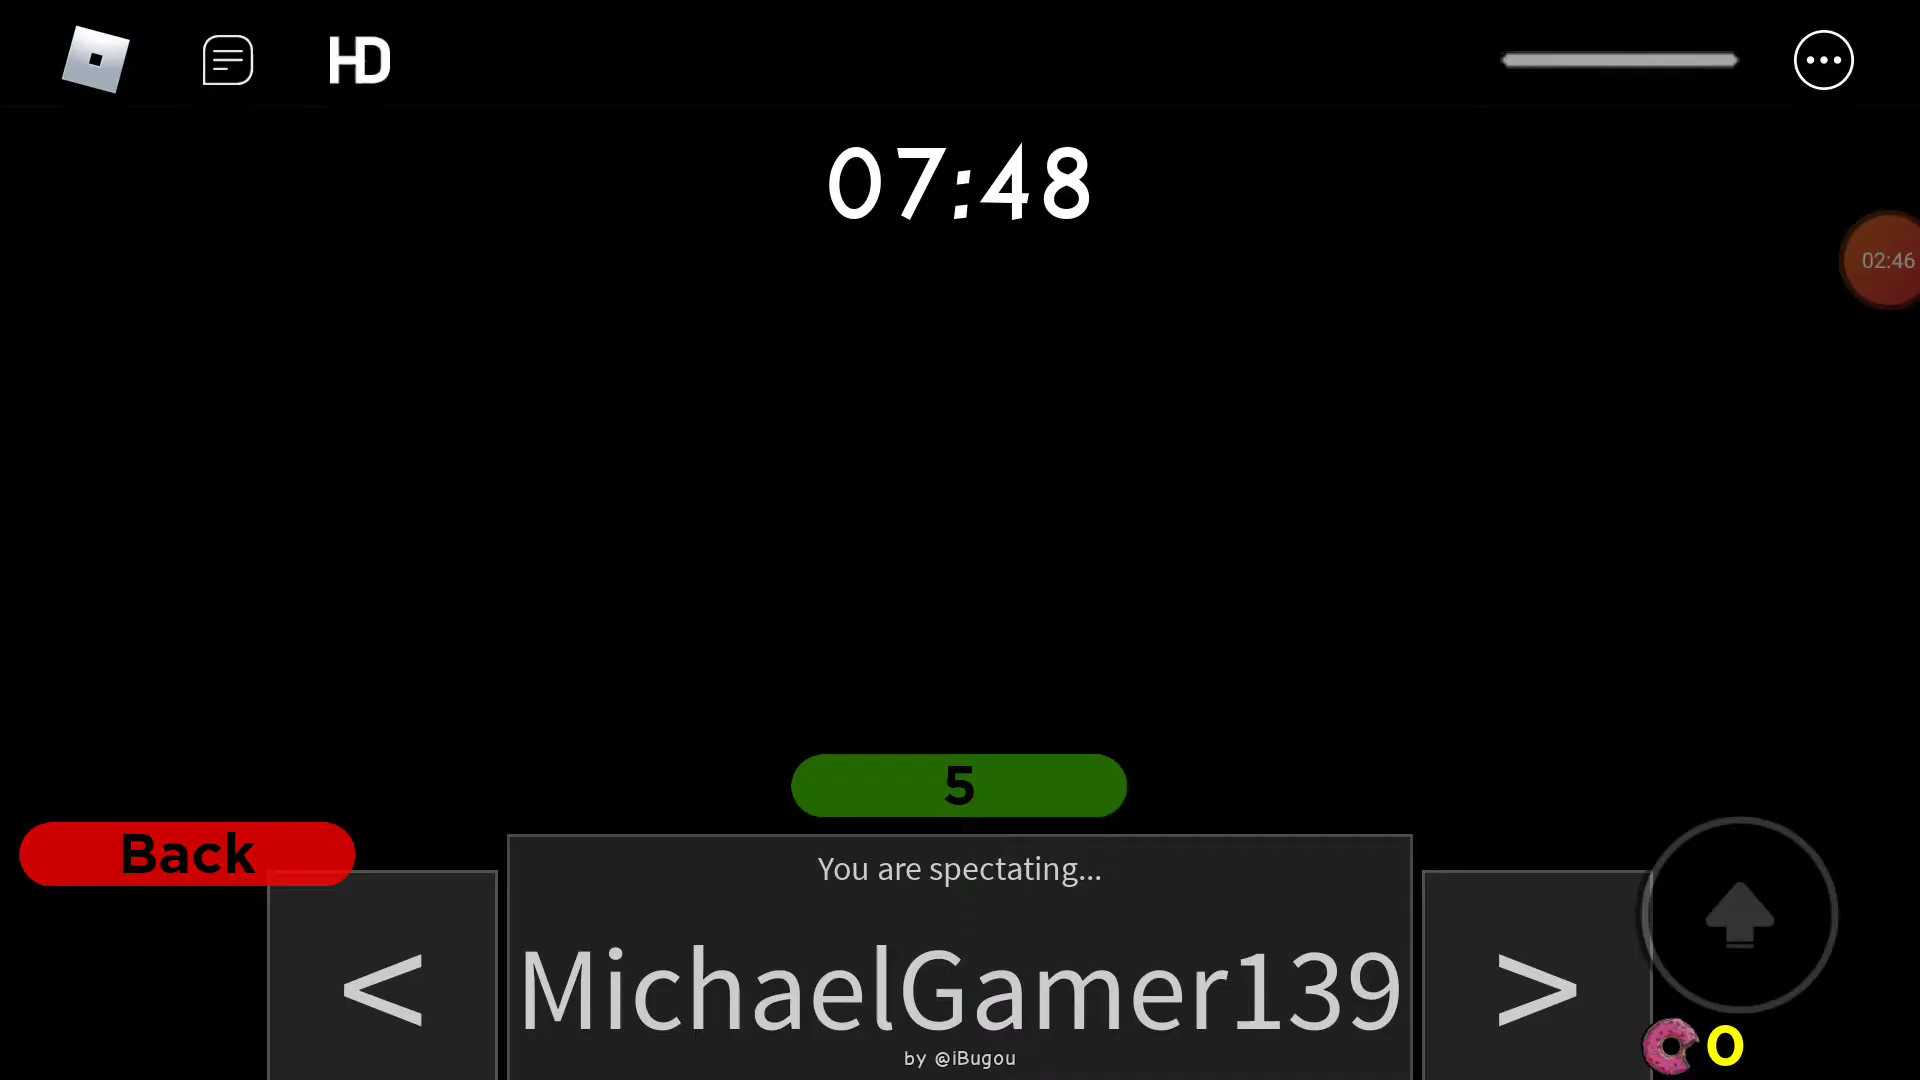 HD
07:48
02:46
5
Back
You are spectating...
< MichaelGamer139 >
by @iBugou
0